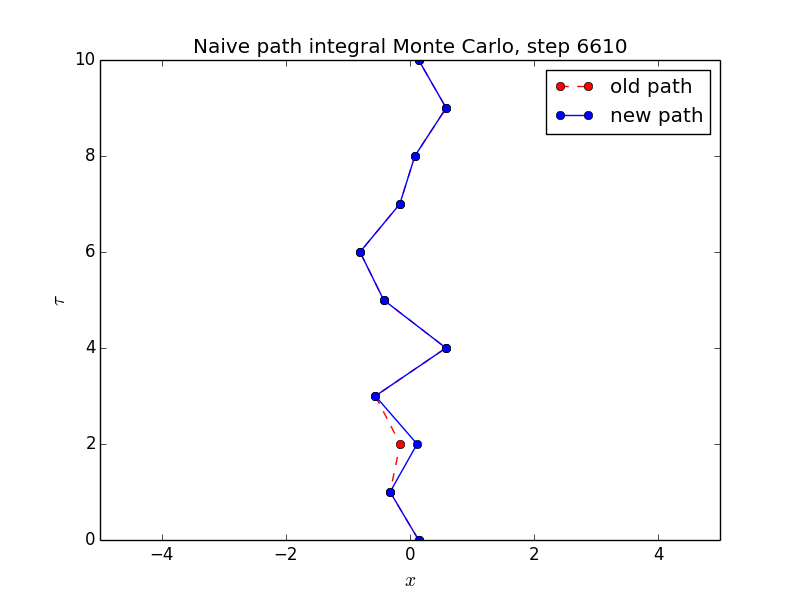 Naive path integral Monte Carlo, step 6610
old path
new path
10
8
6
4
2
0
τ
−4 −2 0 2 4
x